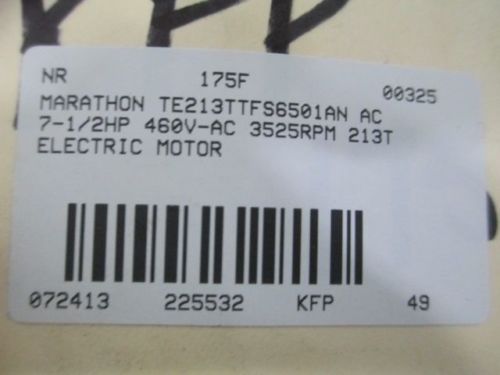 NR 175F 00325
MARATHON TE213TTFS6501AN AC
7-1/2HP 460V-AC 3525RPM 213T
ELECTRIC MOTOR
072413 225532 KFP 49